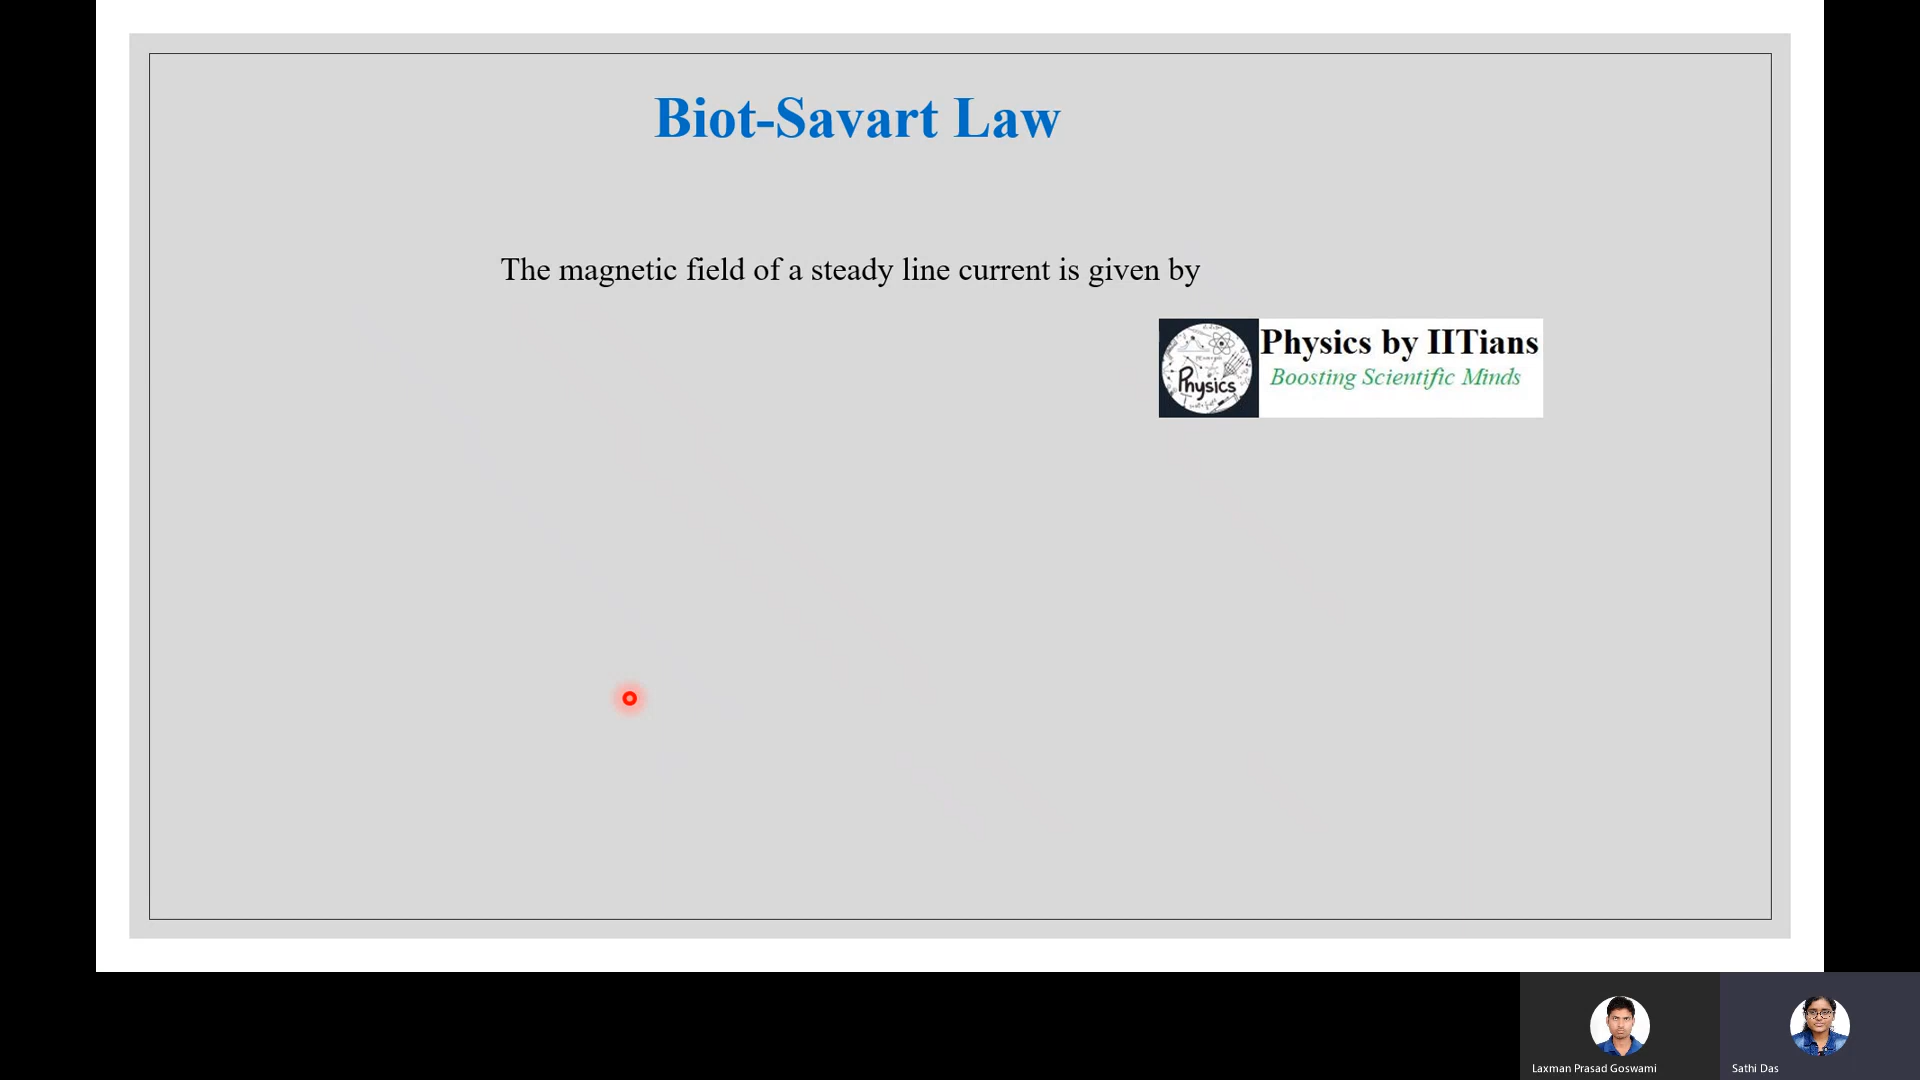 Biot-Savart Law
The magnetic field of a steady line current is given by
Physics by IITians
Boosting Scientific Minds
Physics
Laxman Prasad Goswami
Sathi Das